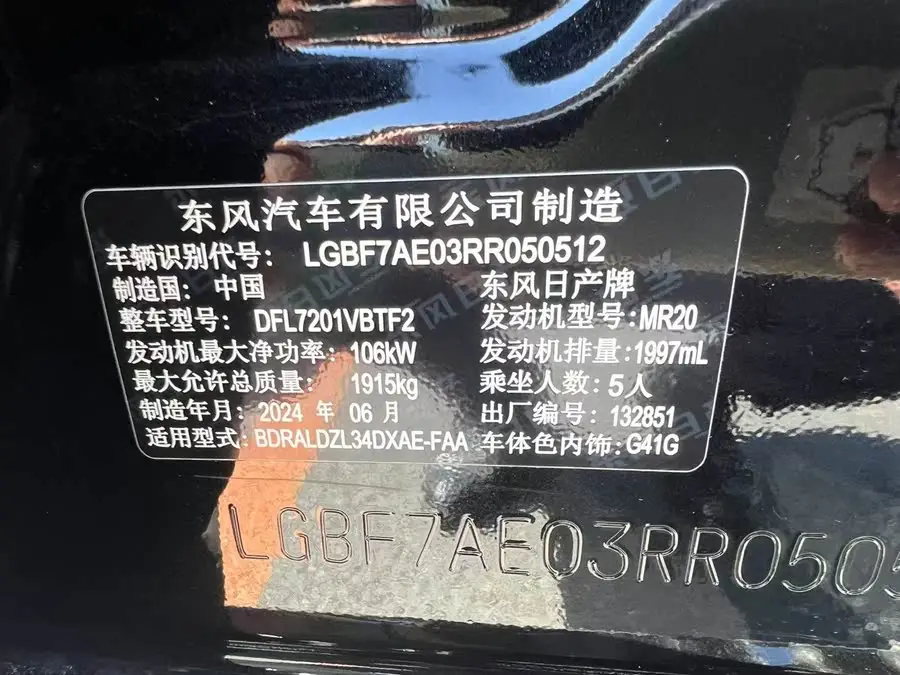 东风汽车有限公司制造
车辆识别代号: LGBF7AE03RR050512
制造国: 中国 东风日产牌
整车型号: DFL7201VBTF2 发动机型号: MR20
发动机最大净功率: 106kW 发动机排量: 1997mL
最大允许总质量: 1915kg 乘坐人数: 5人
制造年月: 2024 年 06 月 出厂编号: 132851
适用型式: BDRALDZL34DXAE-FAA 车体色内饰: G41G
LGBF7AE03RR0505